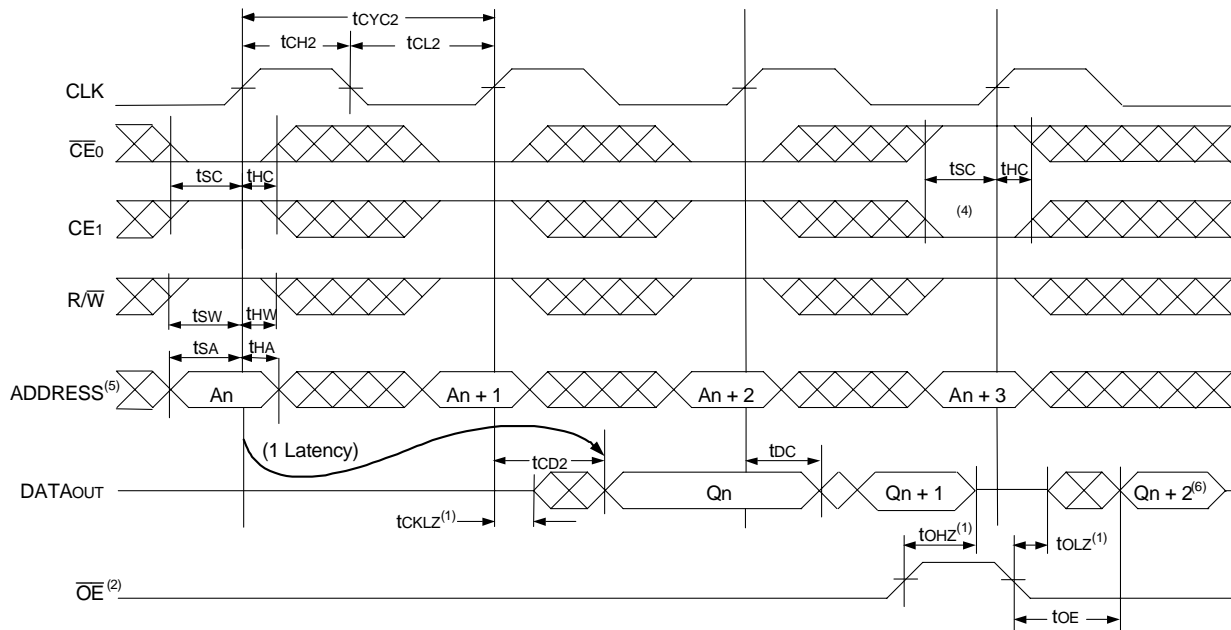 tCYC2
tCH2
tCL2
CLK
CE0
tSC
tHC
tSC
tHC
CE1
(4)
R/W
tSW
tHW
tSA
tHA
ADDRESS(5)
An
An + 1
An + 2
An + 3
(1 Latency)
tCD2
tDC
DATAOUT
Qn
Qn + 1
Qn + 2(6)
tCKLZ(1)
tOHZ(1)
tOLZ(1)
OE(2)
tOE